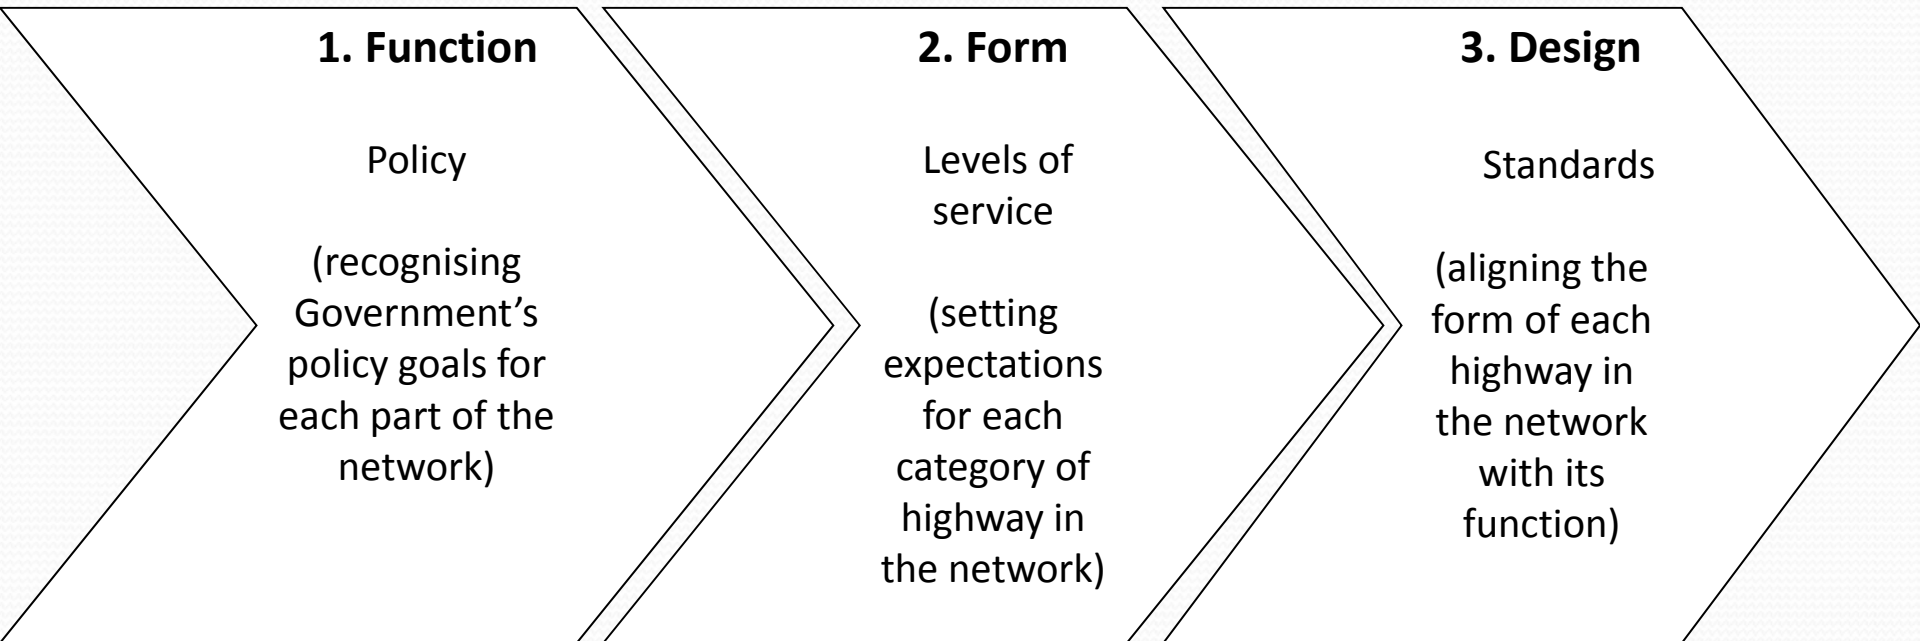 1. Function
Policy
(recognising
Government’s
policy goals for
each part of the
network)
2. Form
Levels of
service
(setting
expectations
for each
category of
highway in
the network)
3. Design
Standards
(aligning the
form of each
highway in
the network
with its
function)